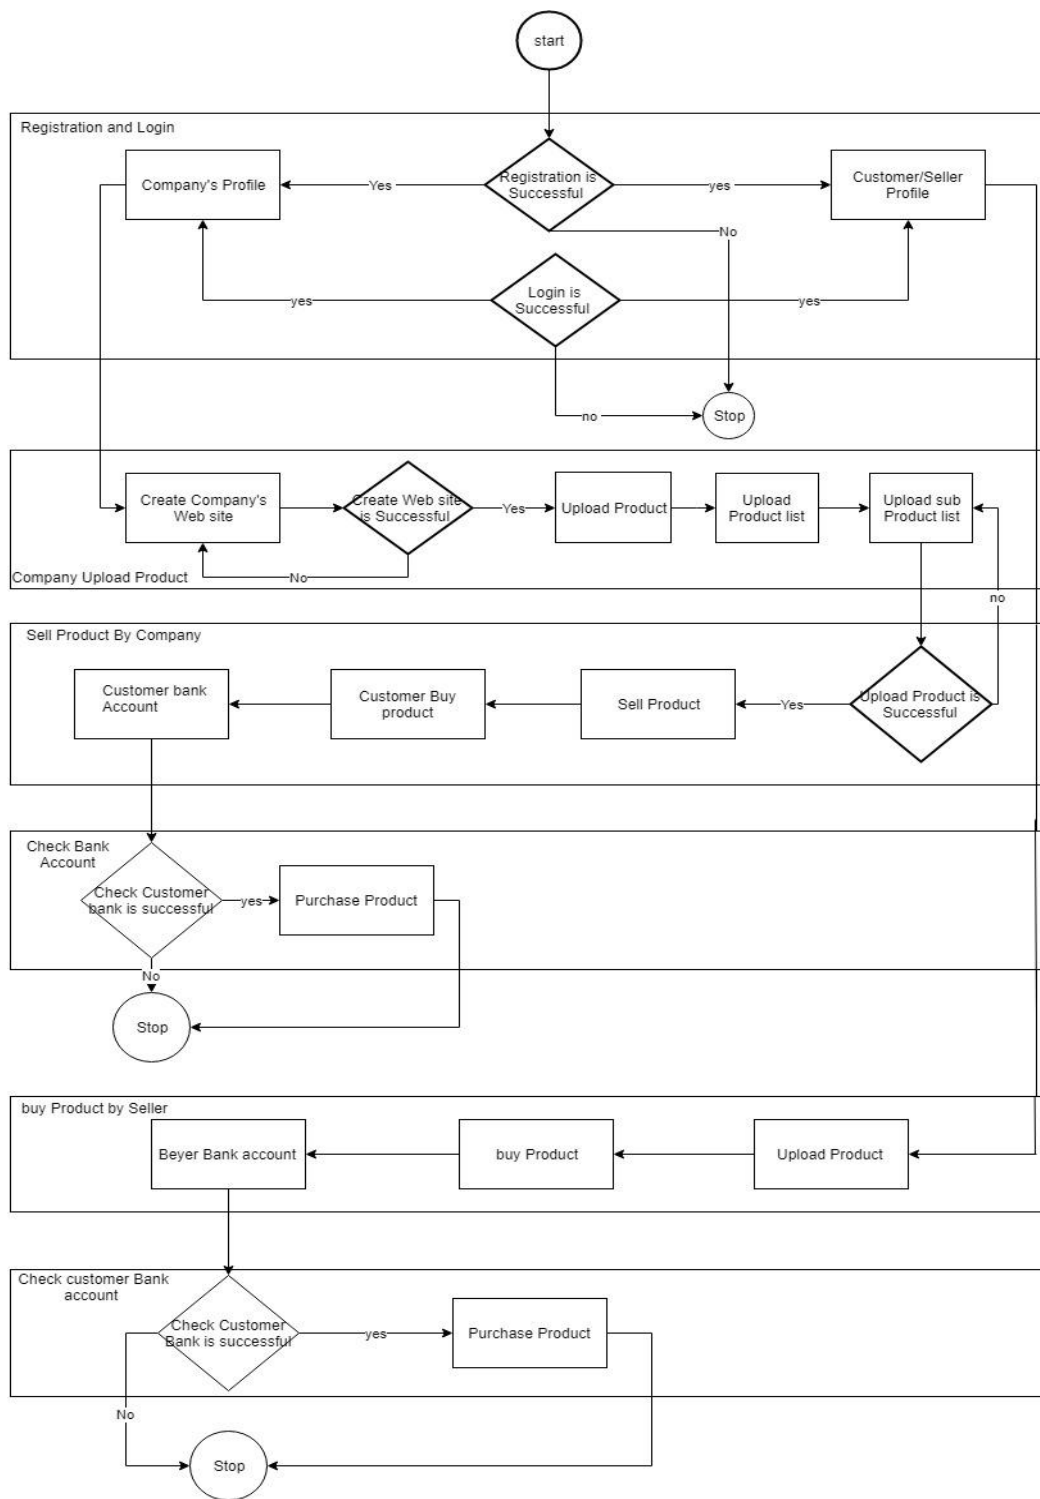 start
Registration and Login
Company's Profile
Yes
Registration is
Successful
yes
Customer/Seller
Profile
No
yes
Login is
Successful
yes
no
Stop
Create Company's
Web site
Create Web site
is Successful
Yes
Upload Product
Upload
Product list
Upload sub
Product list
No
Company Upload Product
no
Sell Product By Company
Customer bank
Account
Customer Buy
product
Sell Product
Yes
Upload Product is
Successful
Check Bank
Account
Check Customer
bank is successful
yes
Purchase Product
No
Stop
buy Product by Seller
Beyer Bank account
buy Product
Upload Product
Check customer Bank
account
Check Customer
Bank is successful
yes
Purchase Product
No
Stop